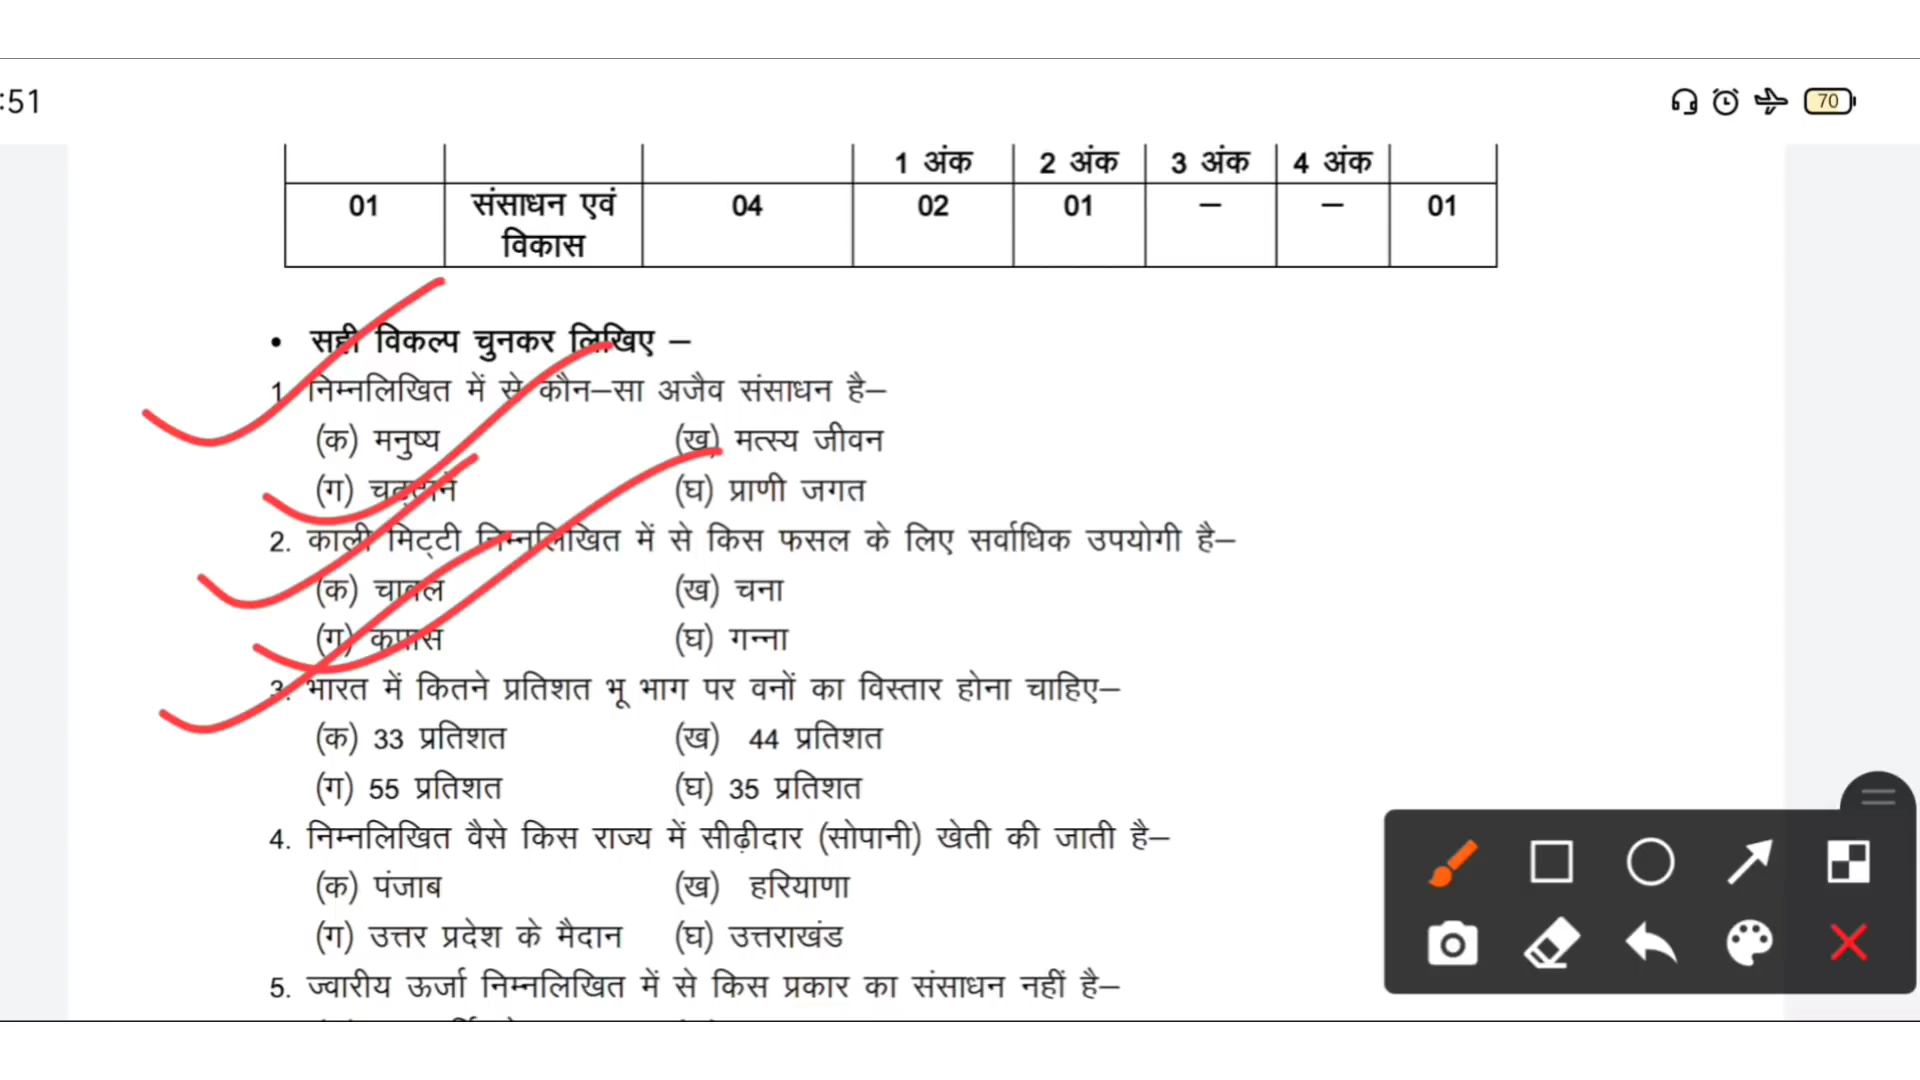 :51
70
1 अंक 2 अंक 3 अंक 4 अंक
01 संसाधन एवं विकास 04 02 01 – – 01
• सही विकल्प चुनकर लिखिए –
1. निम्नलिखित में से कौन–सा अजैव संसाधन है–
(क) मनुष्य (ख) मत्स्य जीवन
(ग) चट्टानें (घ) प्राणी जगत
2. काली मिट्टी निम्नलिखित में से किस फसल के लिए सर्वाधिक उपयोगी है–
(क) चावल (ख) चना
(ग) कपास (घ) गन्ना
3. भारत में कितने प्रतिशत भू भाग पर वनों का विस्तार होना चाहिए–
(क) 33 प्रतिशत (ख) 44 प्रतिशत
(ग) 55 प्रतिशत (घ) 35 प्रतिशत
4. निम्नलिखित वैसे किस राज्य में सीढ़ीदार (सोपानी) खेती की जाती है–
(क) पंजाब (ख) हरियाणा
(ग) उत्तर प्रदेश के मैदान (घ) उत्तराखंड
5. ज्वारीय ऊर्जा निम्नलिखित में से किस प्रकार का संसाधन नहीं है–